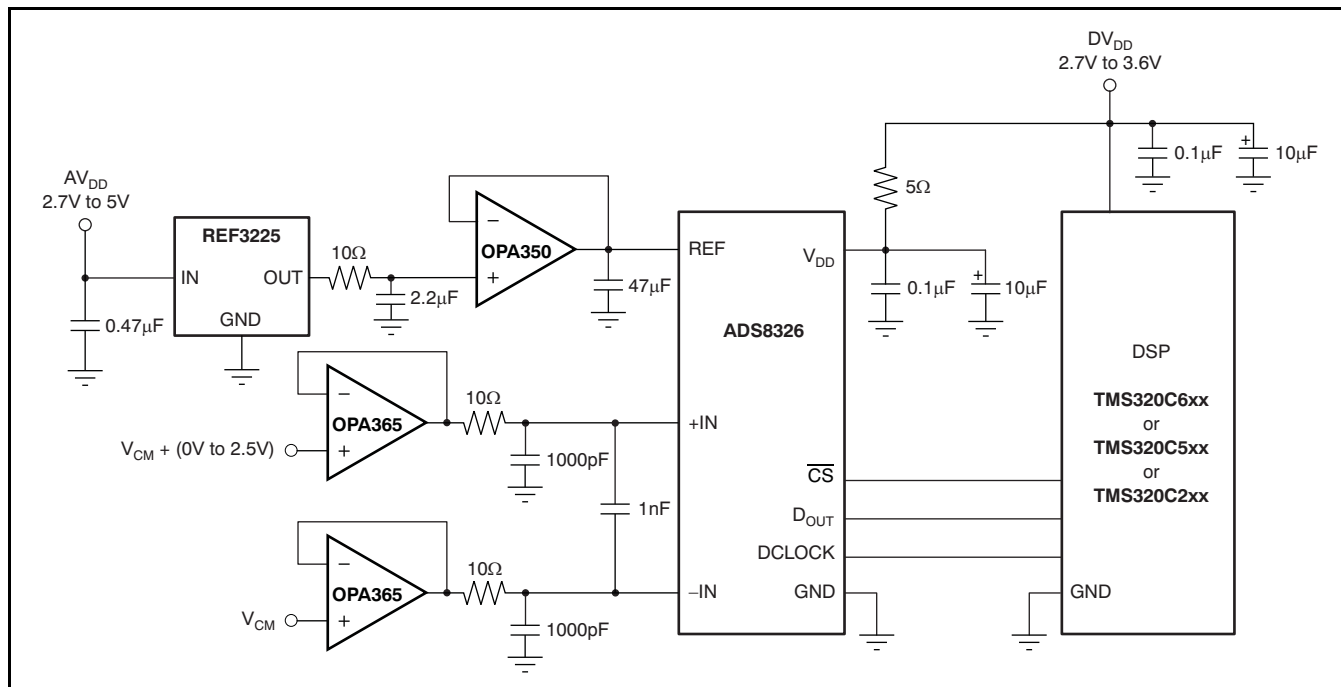 DV_DD
2.7V to 3.6V
0.1μF
+
10μF
5Ω
AV_DD
2.7V to 5V
REF3225
IN
OUT
GND
0.47μF
10Ω
2.2μF
−
OPA350
+
47μF
REF
V_DD
0.1μF
+
10μF
ADS8326
DSP
TMS320C6xx
or
TMS320C5xx
or
TMS320C2xx
−
OPA365
+
V_CM + (0V to 2.5V)
10Ω
1000pF
+IN
1nF
C̅S̅
D_OUT
DCLOCK
−
OPA365
+
V_CM
10Ω
1000pF
−IN
GND
GND